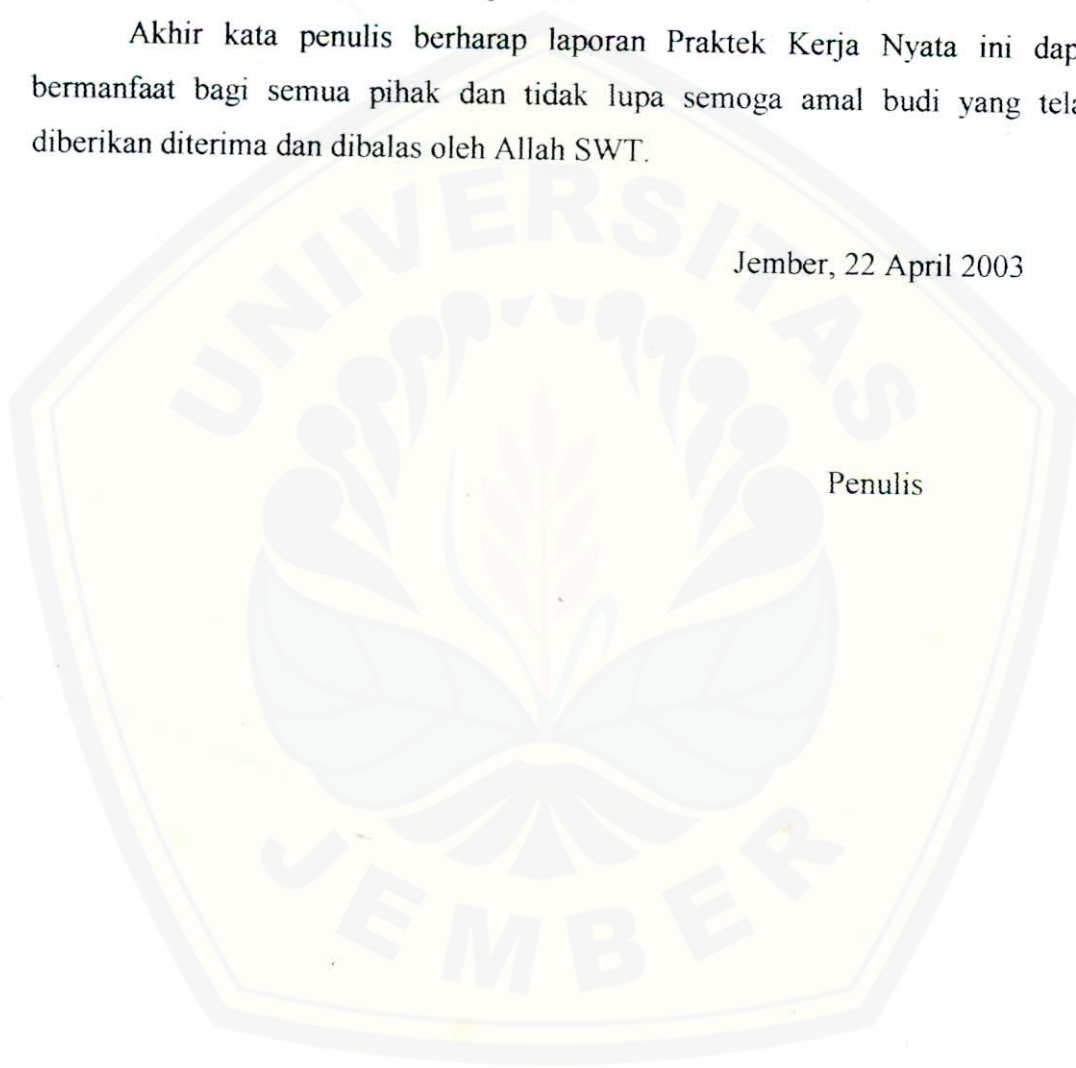 Akhir kata penulis berharap laporan Praktek Kerja Nyata ini dap
bermanfaat bagi semua pihak dan tidak lupa semoga amal budi yang tela
diberikan diterima dan dibalas oleh Allah SWT.
Jember, 22 April 2003
Penulis
UNIVERSITAS
JEMBER